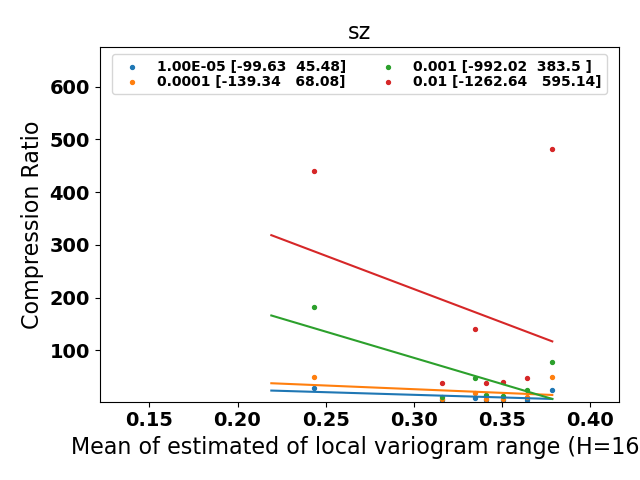 sz
1.00E-05 [-99.63  45.48]
0.0001 [-139.34   68.08]
0.001 [-992.02  383.5 ]
0.01 [-1262.64   595.14]
Compression Ratio
600
500
400
300
200
100
0.15 0.20 0.25 0.30 0.35 0.40
Mean of estimated of local variogram range (H=16